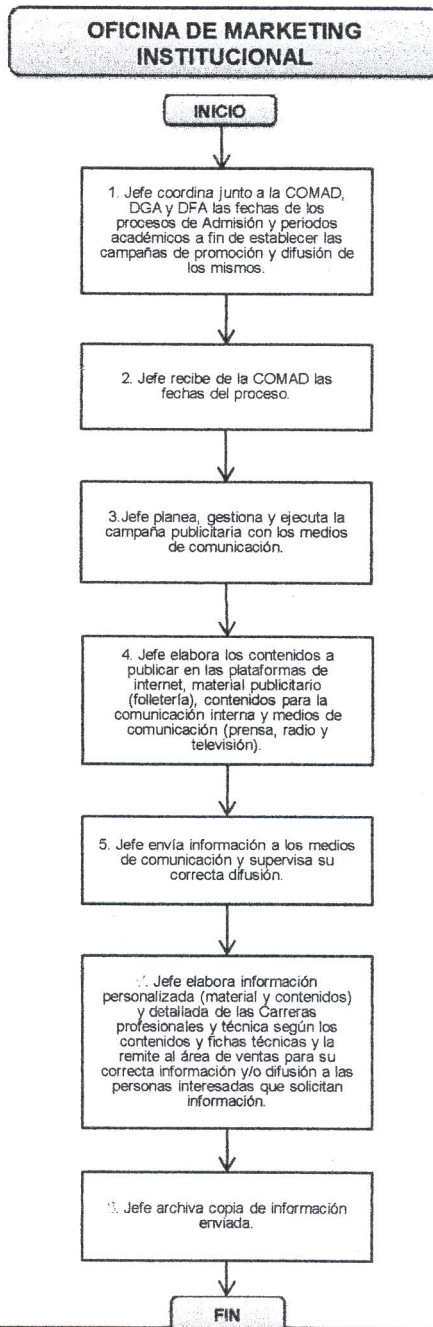 OFICINA DE MARKETING
INSTITUCIONAL
INICIO
1. Jefe coordina junto a la COMAD,
DGA y DFA las fechas de los
procesos de Admisión y periodos
académicos a fin de establecer las
campañas de promoción y difusión de
los mismos.
2. Jefe recibe de la COMAD las
fechas del proceso.
3.Jefe planea, gestiona y ejecuta la
campaña publicitaria con los medios
de comunicación.
4. Jefe elabora los contenidos a
publicar en las plataformas de
internet, material publicitario
(folletería), contenidos para la
comunicación interna y medios de
comunicación (prensa, radio y
televisión).
5. Jefe envía información a los medios
de comunicación y supervisa su
correcta difusión.
Jefe elabora información
personalizada (material y contenidos)
y detallada de las Carreras
profesionales y técnica según los
contenidos y fichas técnicas y la
remite al área de ventas para su
correcta información y/o difusión a las
personas interesadas que solicitan
información.
Jefe archiva copia de información
enviada.
FIN